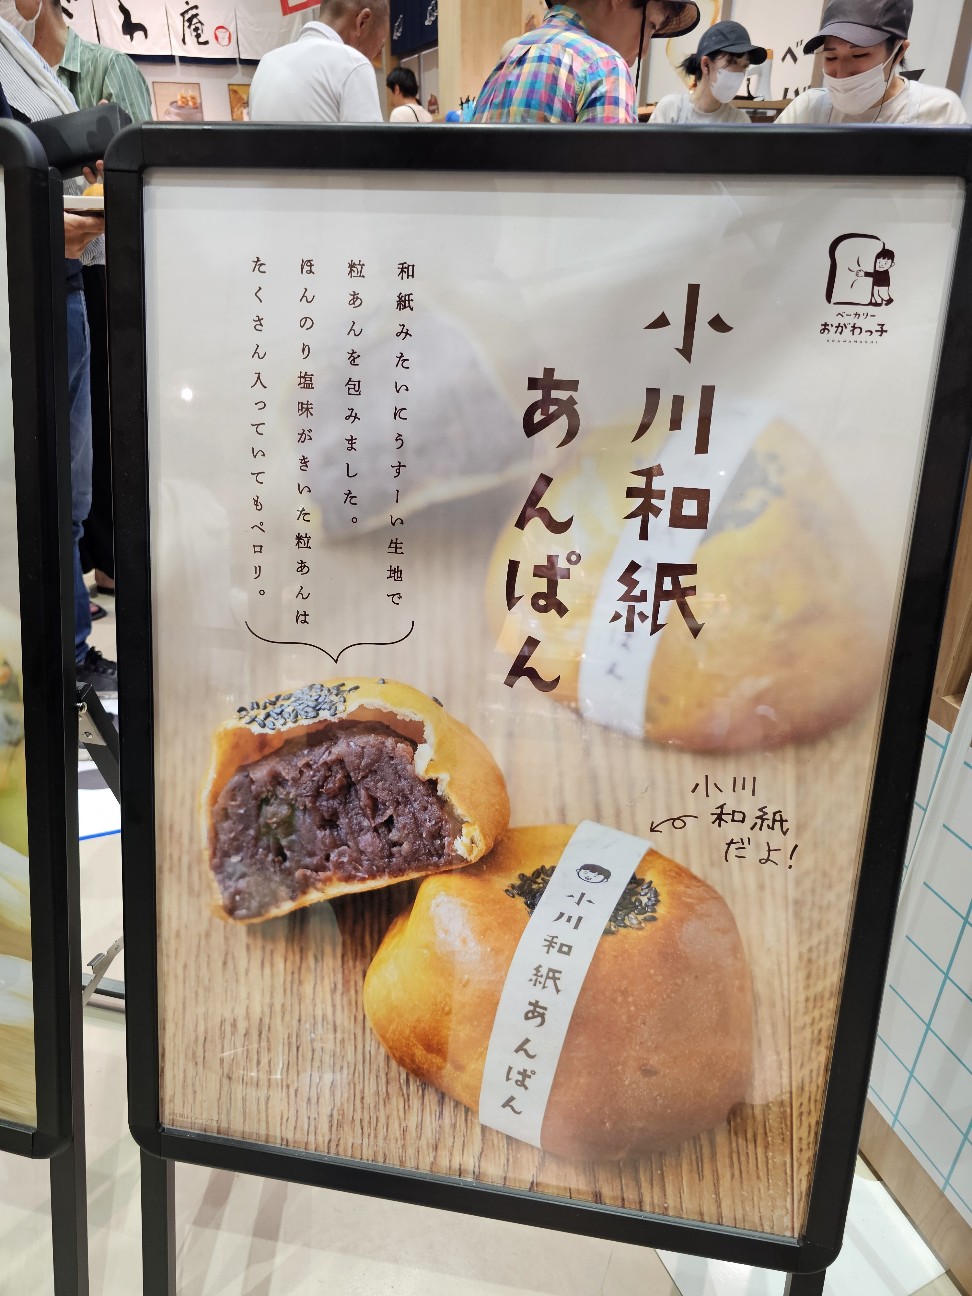 庵
ベーカリー
おがわっ子
小川和紙
あんぱん
和紙みたいにうすーい生地で
粒あんを包みました。
ほんのり塩味がきいた粒あんは
たくさん入っていてもペロリ。
小川
和紙
だよ!
小川和紙あんぱん